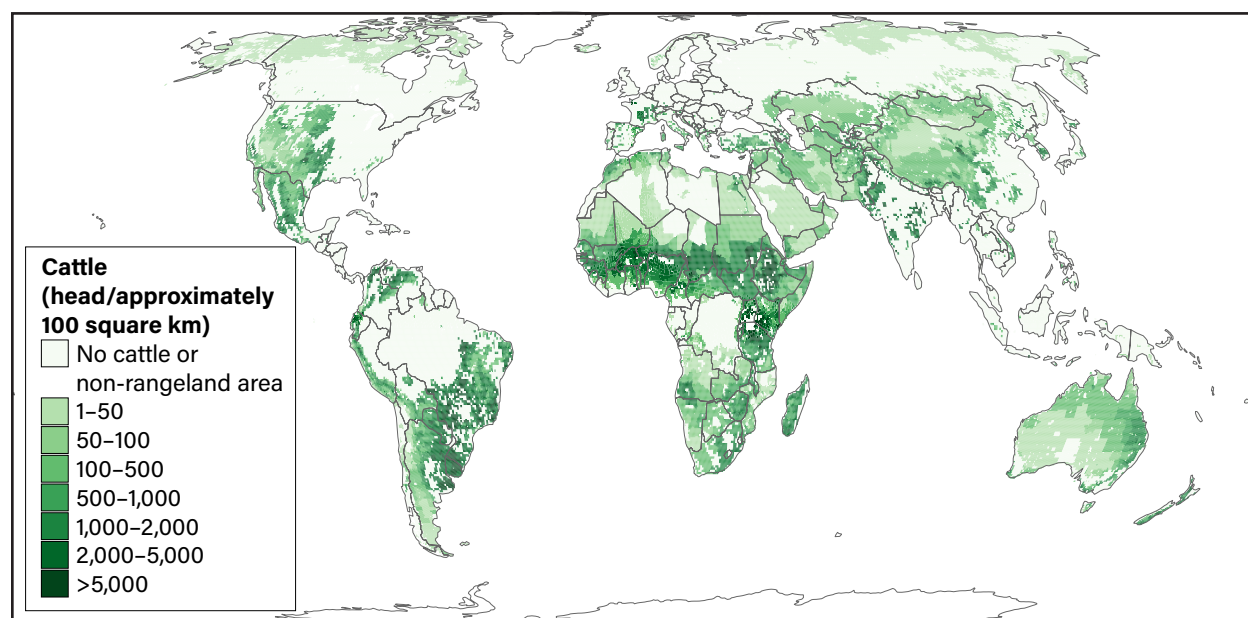 Cattle
(head/approximately
100 square km)
No cattle or
non-rangeland area
1–50
50–100
100–500
500–1,000
1,000–2,000
2,000–5,000
>5,000